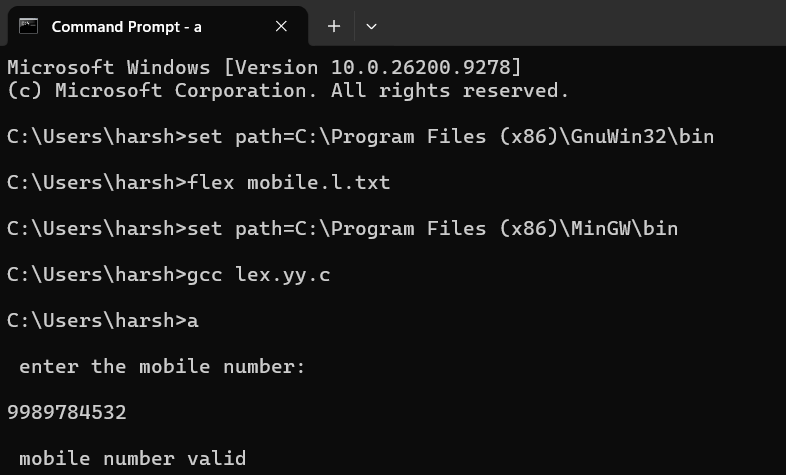 Command Prompt - a
Microsoft Windows [Version 10.0.26200.9278]
(c) Microsoft Corporation. All rights reserved.
C:\Users\harsh>set path=C:\Program Files (x86)\GnuWin32\bin
C:\Users\harsh>flex mobile.l.txt
C:\Users\harsh>set path=C:\Program Files (x86)\MinGW\bin
C:\Users\harsh>gcc lex.yy.c
C:\Users\harsh>a
enter the mobile number:
9989784532
mobile number valid